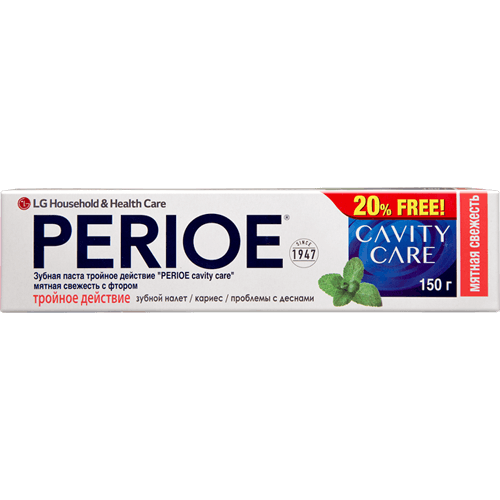 LG Household & Health Care
PERIOE®
SINCE
1947
Зубная паста тройное действие "PERIOE cavity care"
мятная свежесть с фтором
тройное действие зубной налет / кариес / проблемы с деснами
20% FREE!
CAVITY
CARE
150 г
мятная свежесть